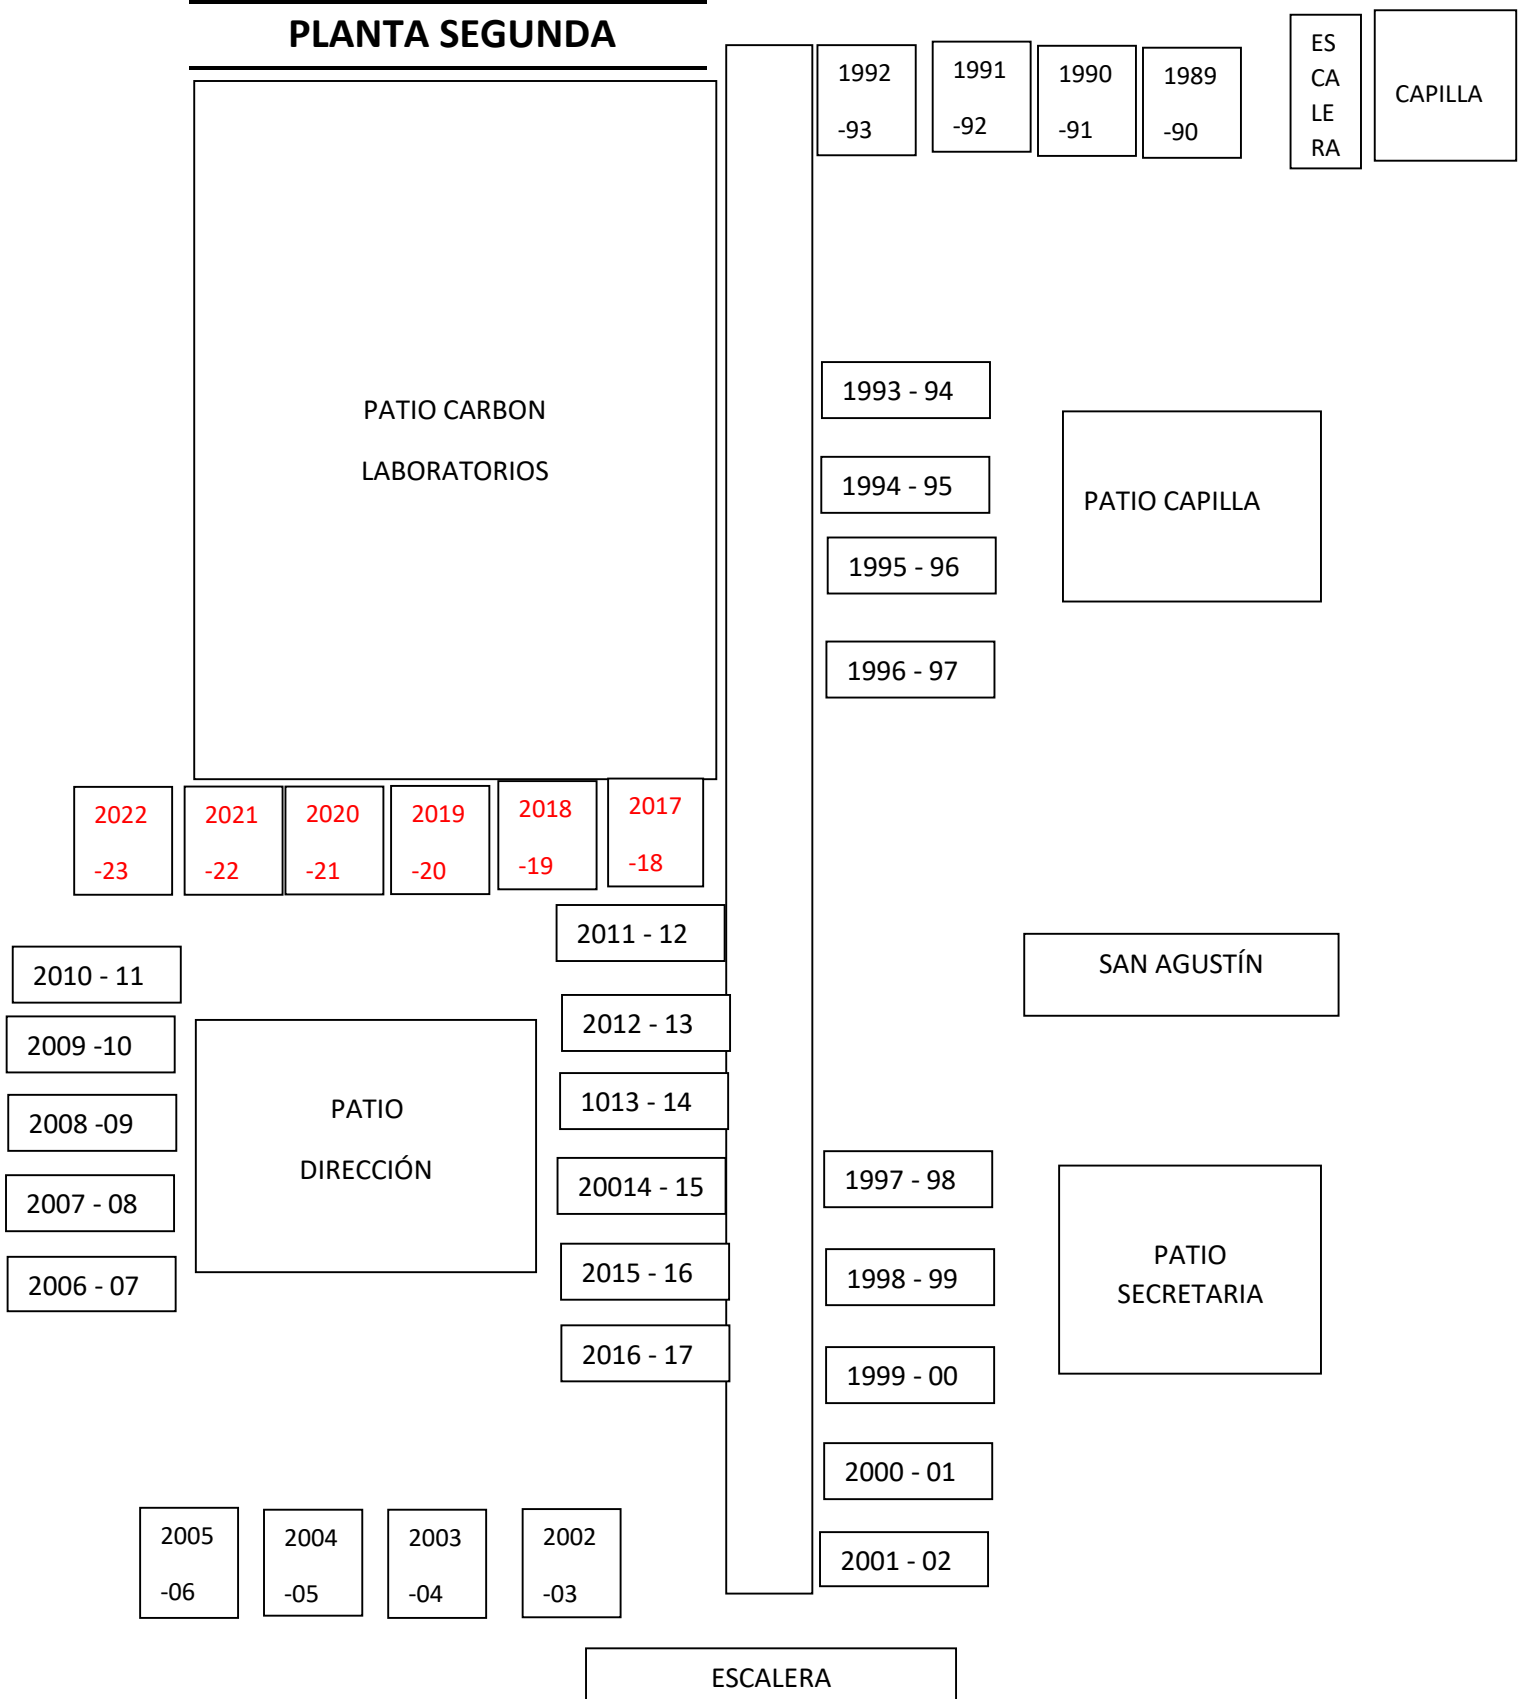 PLANTA SEGUNDA
1992
-93
1991
-92
1990
-91
1989
-90
ES
CA
LE
RA
CAPILLA
PATIO CARBON
LABORATORIOS
1993 - 94
1994 - 95
1995 - 96
1996 - 97
PATIO CAPILLA
2022
-23
2021
-22
2020
-21
2019
-20
2018
-19
2017
-18
2011 - 12
2010 - 11
2009 -10
2008 -09
2007 - 08
2006 - 07
PATIO
DIRECCIÓN
2012 - 13
1013 - 14
20014 - 15
2015 - 16
2016 - 17
SAN AGUSTÍN
1997 - 98
1998 - 99
1999 - 00
2000 - 01
2001 - 02
PATIO
SECRETARIA
2005
-06
2004
-05
2003
-04
2002
-03
ESCALERA